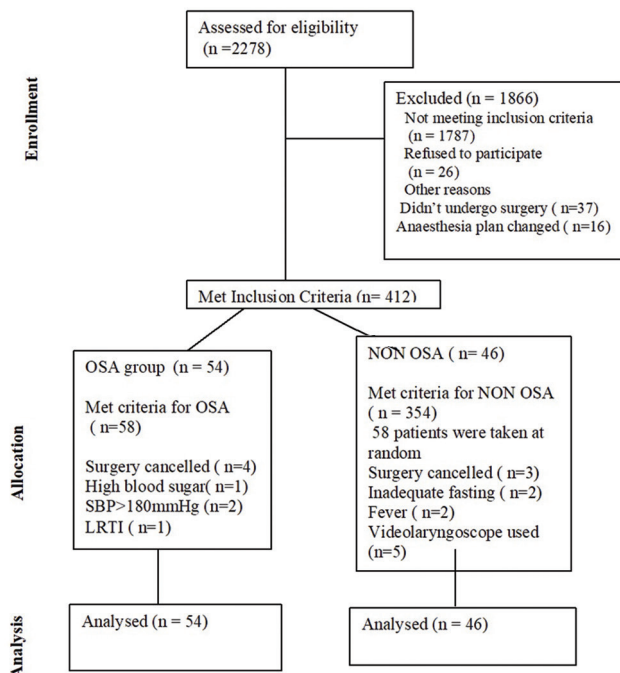 Assessed for eligibility
(n =2278)
Enrollment
Excluded (n = 1866)
Not meeting inclusion criteria
(n = 1787)
Refused to participate
(n = 26)
Other reasons
Didn't undergo surgery ( n=37)
Anaesthesia plan changed ( n=16)
Met Inclusion Criteria (n= 412)
Allocation
OSA group (n = 54)
Met criteria for OSA
(n=58)
Surgery cancelled ( n=4)
High blood sugar( n=1)
SBP>180mmHg (n=2)
LRTI ( n=1)
NON OSA ( n= 46)
Met criteria for NON OSA
( n = 354)
58 patients were taken at
random
Surgery cancelled ( n=3)
Inadequate fasting ( n=2)
Fever ( n=2)
Videolaryngoscope used
(n=5)
Analysis
Analysed (n = 54)
Analysed ( n = 46)